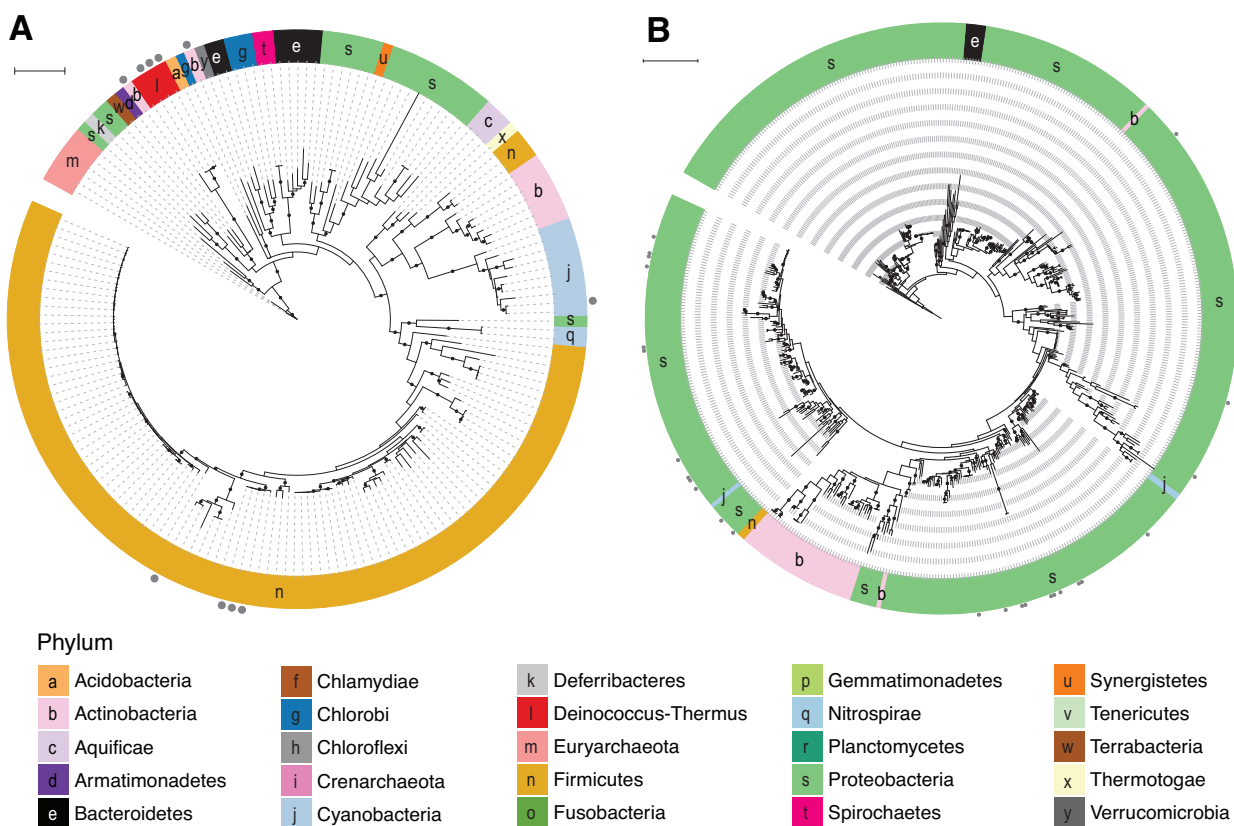 A
B
m
s
k
s
w
d
b
l
a
g
b
y
e
g
t
e
s
u
s
c
x
n
b
j
s
q
n
s
e
s
b
s
j
s
b
s
b
n
s
j
s
Phylum
a Acidobacteria f Chlamydiae k Deferribacteres p Gemmatimonadetes u Synergistetes
b Actinobacteria g Chlorobi l Deinococcus-Thermus q Nitrospirae v Tenericutes
c Aquificae h Chloroflexi m Euryarchaeota r Planctomycetes w Terrabacteria
d Armatimonadetes i Crenarchaeota n Firmicutes s Proteobacteria x Thermotogae
e Bacteroidetes j Cyanobacteria o Fusobacteria t Spirochaetes y Verrucomicrobia